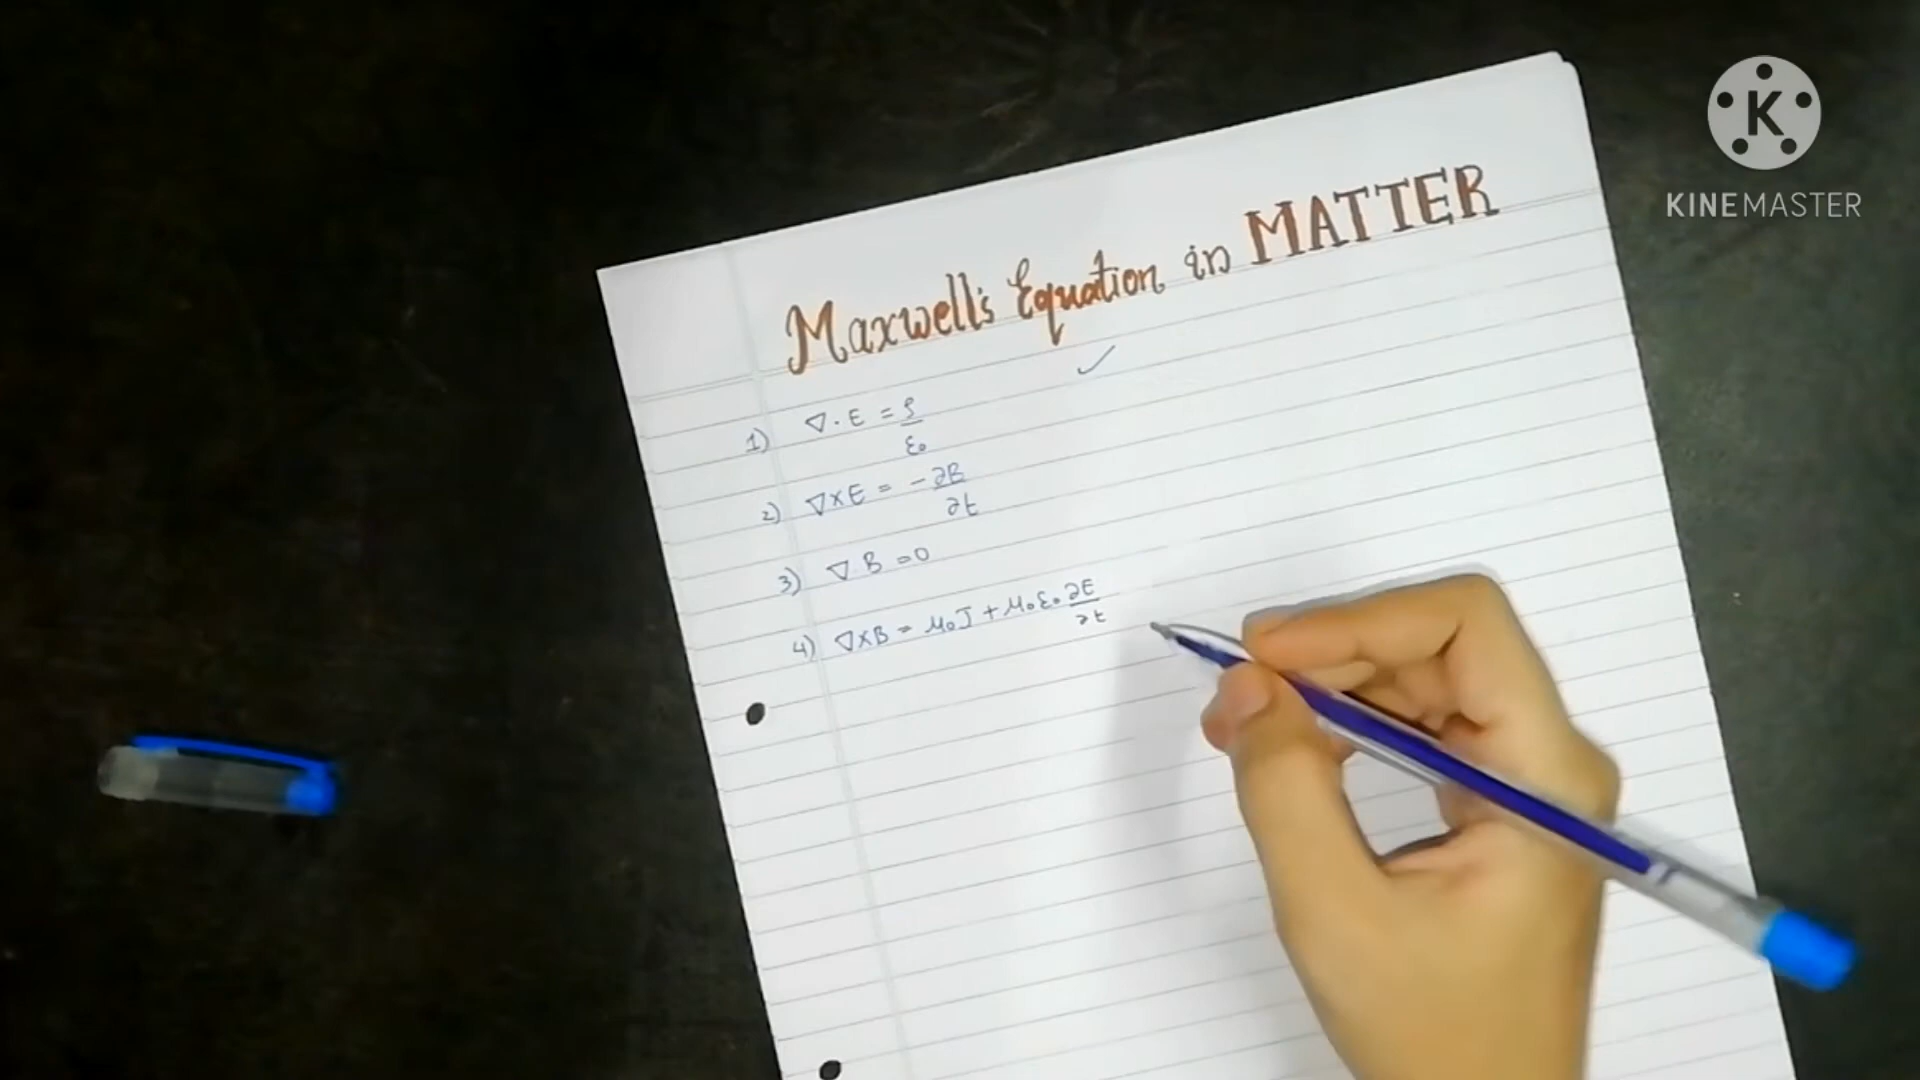 Maxwell's Equation in MATTER
1) ∇·E = ρ/ε₀
2) ∇×E = -∂B/∂t
3) ∇ B = 0
4) ∇×B = μ₀J + μ₀ε₀ ∂E/∂t
K
KINEMASTER